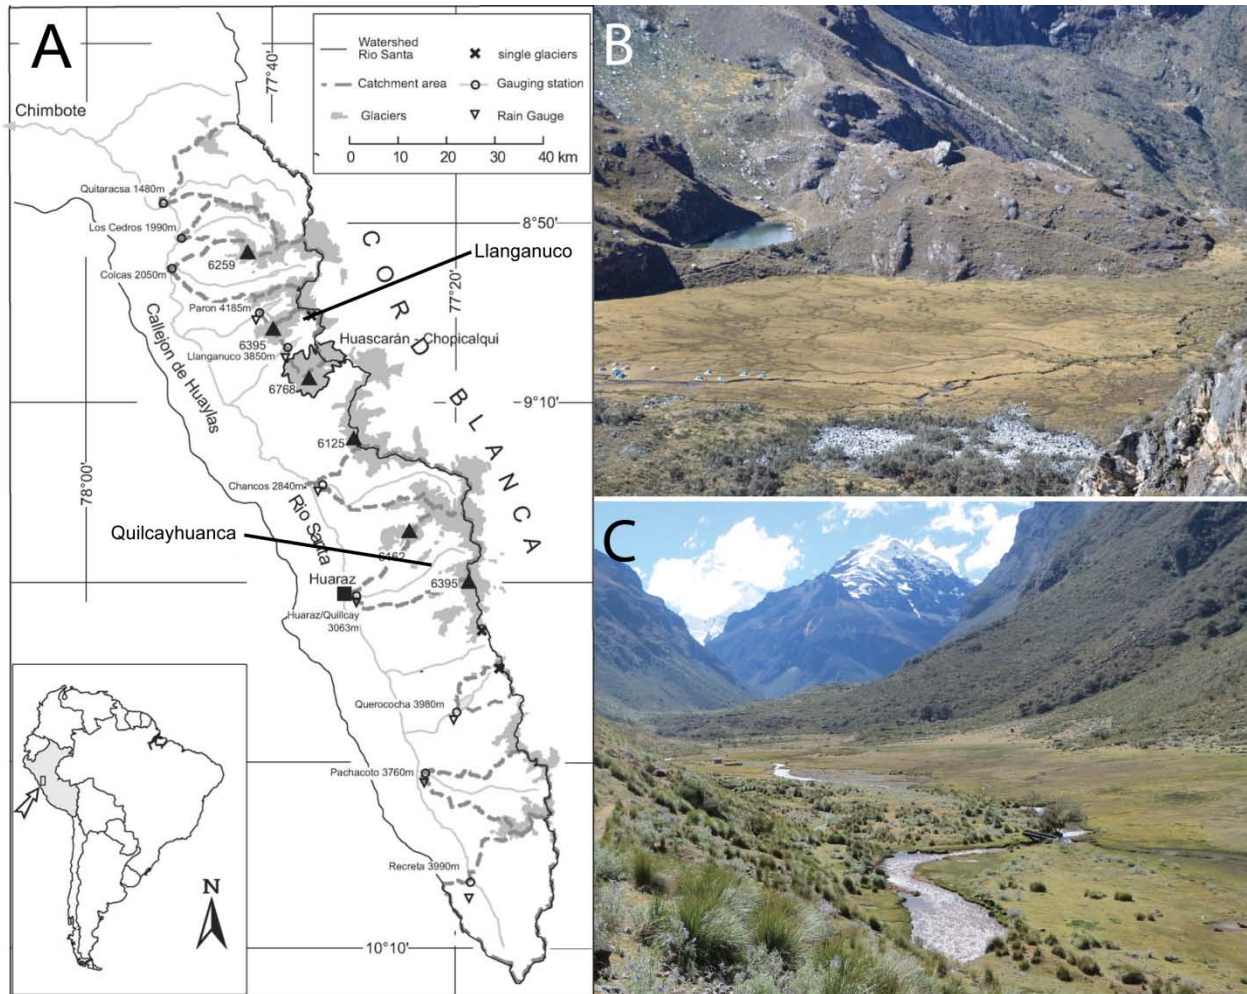 A
Watershed
Rio Santa
Catchment area
Glaciers
single glaciers
Gauging station
Rain Gauge
0 10 20 30 40 km
77°40'
Chimbote
Quitaracsa 1480m
Los Cedros 1990m
Colcas 2050m
6259
8°50'
Llanganuco
CORD BLANCA
77°20'
Paron 4185m
6395
Llanganuco 3850m
Huascarán - Chopicalqui
6768
Callejon de Huaylas
9°10'
6125
78°00'
Chancos 2840m
Rio Santa
Quilcayhuanca
6162
Huaraz
6395
Huaraz/Quillcay
3063m
Querococha 3980m
Pachacoto 3760m
Recreta 3990m
N
10°10'
B
C